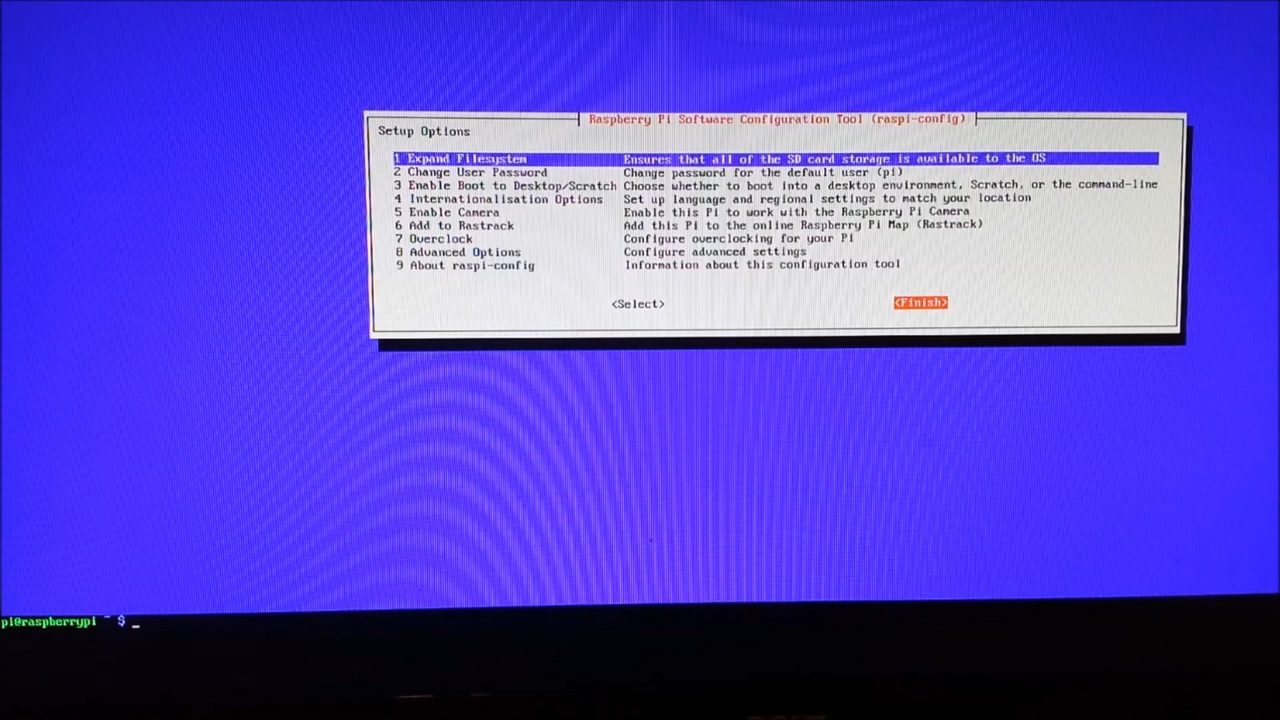 Raspberry Pi Software Configuration Tool (raspi-config)
Setup Options
1 Expand Filesystem Ensures that all of the SD card storage is available to the OS
2 Change User Password Change password for the default user (pi)
3 Enable Boot to Desktop/Scratch Choose whether to boot into a desktop environment, Scratch, or the command-line
4 Internationalisation Options Set up language and regional settings to match your location
5 Enable Camera Enable this Pi to work with the Raspberry Pi Camera
6 Add to Rastrack Add this Pi to the online Raspberry Pi Map (Rastrack)
7 Overclock Configure overclocking for your Pi
8 Advanced Options Configure advanced settings
9 About raspi-config Information about this configuration tool
<Select> <Finish>
pi@raspberrypi ~ $ _